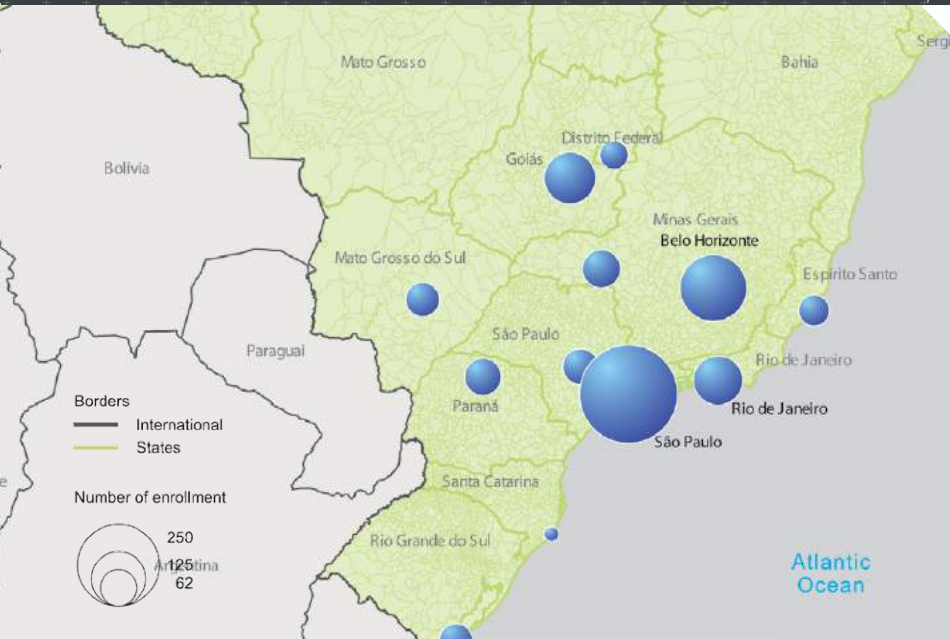 Sergi
Mato Grosso
Bahia
Distrito Federal
Goiás
Bolívia
Minas Gerais
Belo Horizonte
Mato Grosso do Sul
Espírito Santo
São Paulo
Paraguai
Rio de Janeiro
Borders
Paraná
Rio de Janeiro
International
São Paulo
States
e
Santa Catarina
Number of enrollment
250
Rio Grande do Sul
Argentina
125
62
Atlantic
Ocean